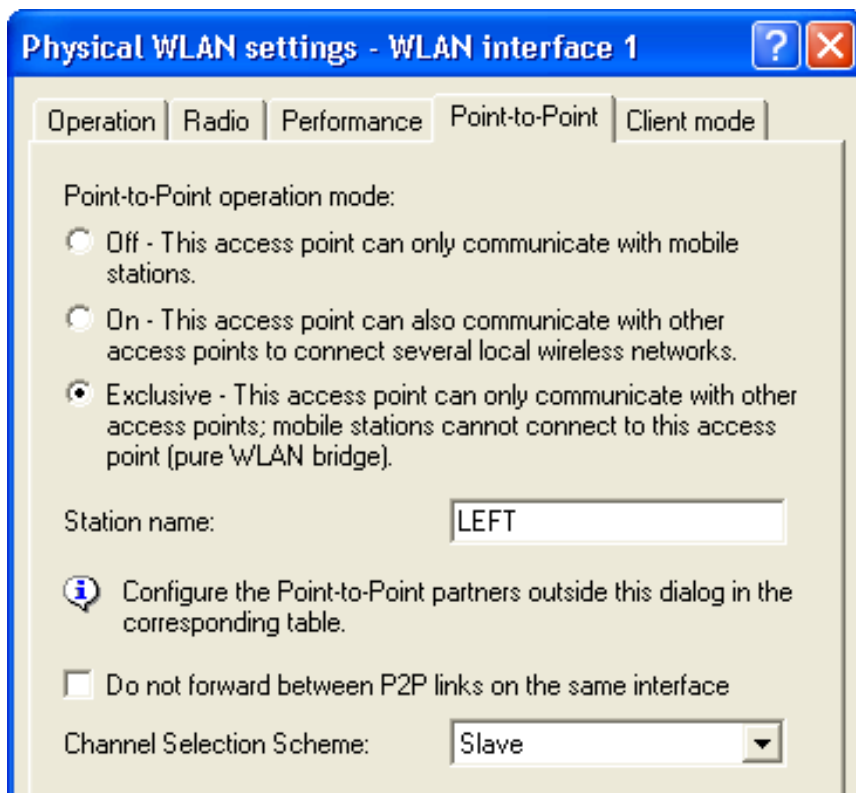 Physical WLAN settings - WLAN interface 1
Operation Radio Performance Point-to-Point Client mode
Point-to-Point operation mode:
Off - This access point can only communicate with mobile
stations.
On - This access point can also communicate with other
access points to connect several local wireless networks.
Exclusive - This access point can only communicate with other
access points; mobile stations cannot connect to this access
point (pure WLAN bridge).
Station name: LEFT
Configure the Point-to-Point partners outside this dialog in the
corresponding table.
Do not forward between P2P links on the same interface
Channel Selection Scheme: Slave